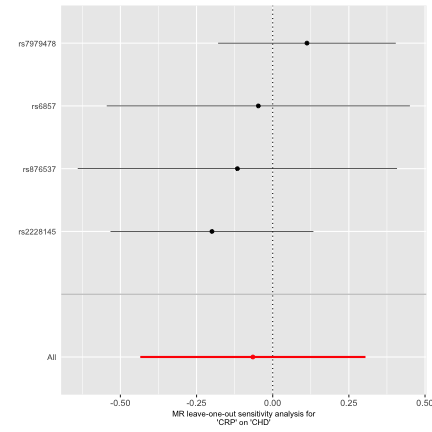 rs7979478
rs6857
rs876537
rs2228145
All
-0.50
-0.25
0.00
0.25
0.50
MR leave-one-out sensitivity analysis for
'CRP' on 'CHD'